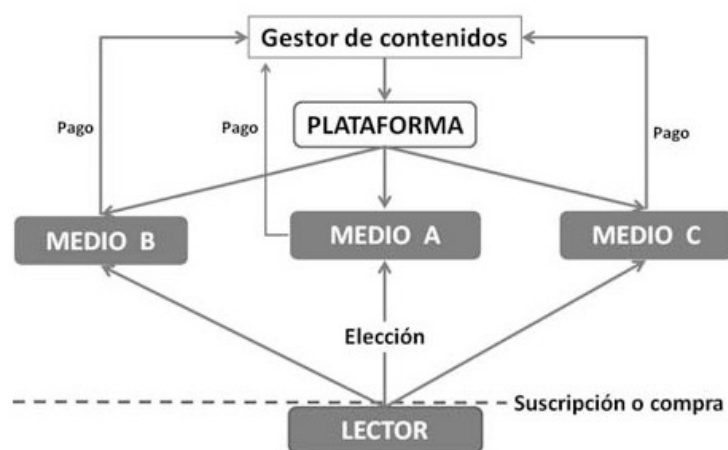 Gestor de contenidos
Pago
Pago
Pago
PLATAFORMA
MEDIO B
MEDIO A
MEDIO C
Elección
Suscripción o compra
LECTOR